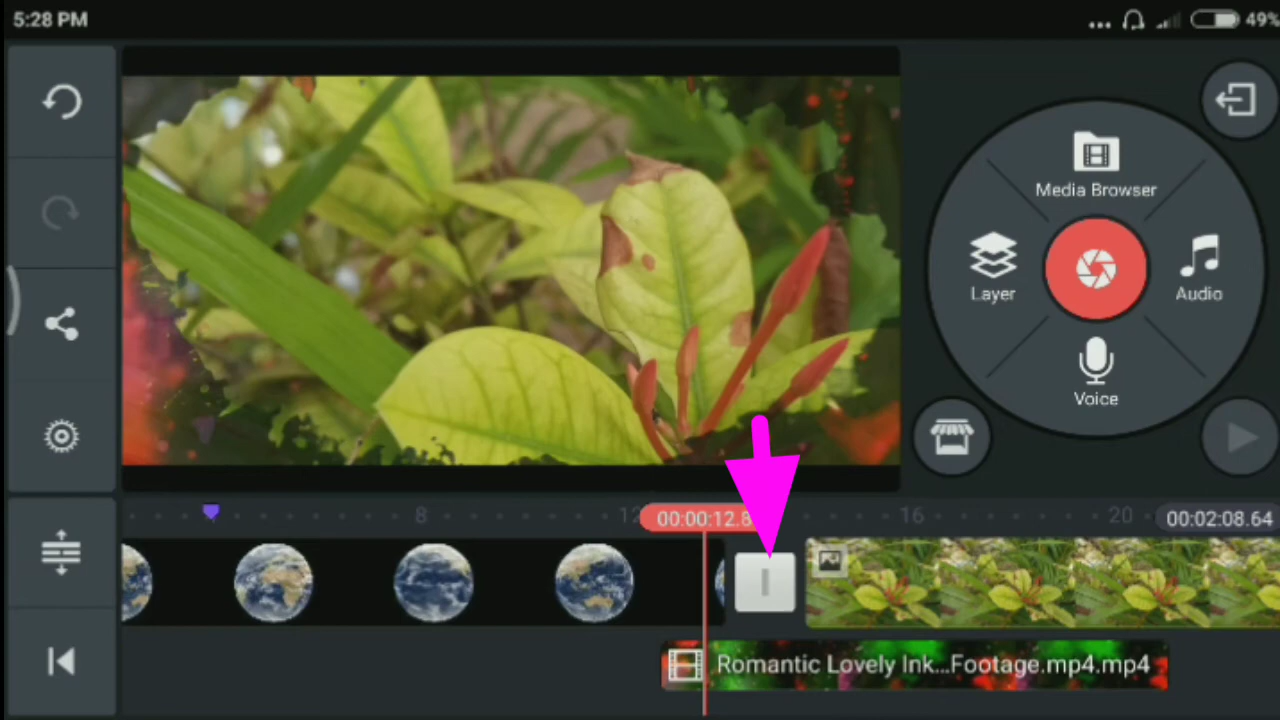 5:28 PM
49%
Media Browser
Layer
Audio
Voice
8
12
00:00:12.8
16
20
00:02:08.64
Romantic Lovely Ink...Footage.mp4.mp4